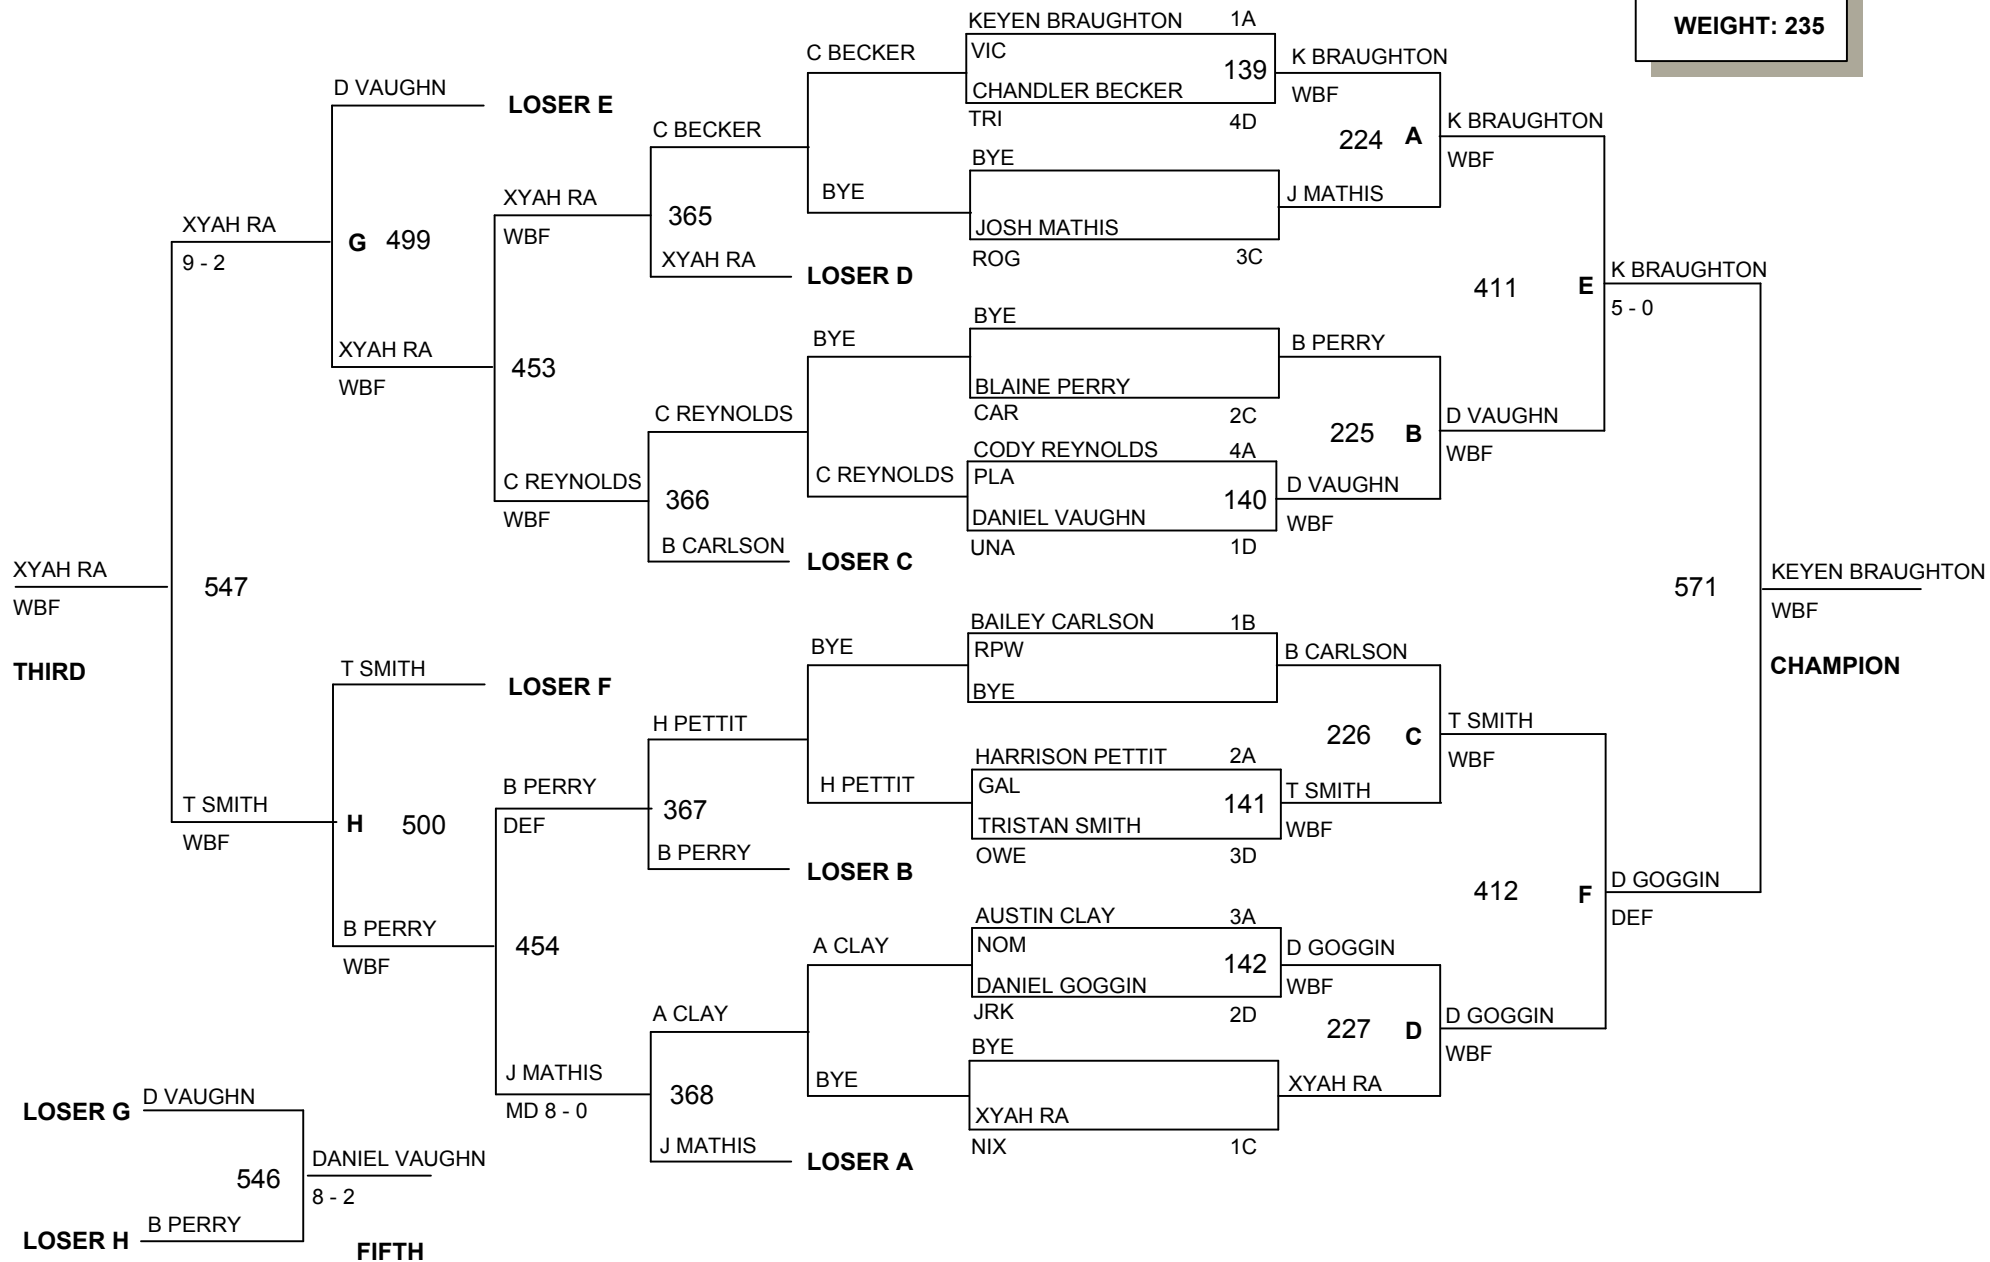 WEIGHT: 235
KEYEN BRAUGHTON 1A
VIC
139
CHANDLER BECKER
TRI 4D
BYE
JOSH MATHIS
ROG 3C
BYE
BLAINE PERRY
CAR 2C
CODY REYNOLDS 4A
PLA
140
DANIEL VAUGHN
UNA 1D
BAILEY CARLSON 1B
RPW
BYE
HARRISON PETTIT 2A
GAL
141
TRISTAN SMITH
OWE 3D
AUSTIN CLAY 3A
NOM
142
DANIEL GOGGIN
JRK 2D
BYE
XYAH RA
NIX 1C
K BRAUGHTON
WBF
224 A
J MATHIS
B PERRY
225 B
D VAUGHN
WBF
B CARLSON
226 C
T SMITH
WBF
D GOGGIN
WBF
227 D
XYAH RA
K BRAUGHTON
WBF
411 E
D VAUGHN
WBF
T SMITH
WBF
412 F
D GOGGIN
WBF
K BRAUGHTON
5 - 0
571
D GOGGIN
DEF
KEYEN BRAUGHTON
WBF
CHAMPION
C BECKER
BYE
BYE
C REYNOLDS
BYE
H PETTIT
A CLAY
BYE
C BECKER
365
XYAH RA
LOSER D
C REYNOLDS
366
B CARLSON
LOSER C
H PETTIT
367
B PERRY
LOSER B
A CLAY
368
J MATHIS
LOSER A
XYAH RA
WBF
453
C REYNOLDS
WBF
B PERRY
DEF
454
J MATHIS
MD 8 - 0
D VAUGHN
LOSER E
G 499
XYAH RA
WBF
T SMITH
LOSER F
H 500
B PERRY
WBF
XYAH RA
9 - 2
547
T SMITH
WBF
XYAH RA
WBF
THIRD
LOSER G D VAUGHN
546
LOSER H B PERRY
DANIEL VAUGHN
8 - 2
FIFTH